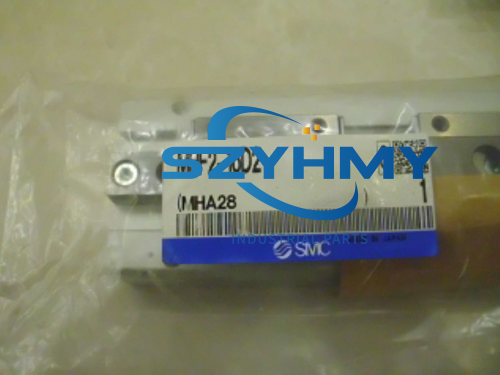 SZYHMY
(MHA28 )
1
INDUSTRIAL PARTS
SMC